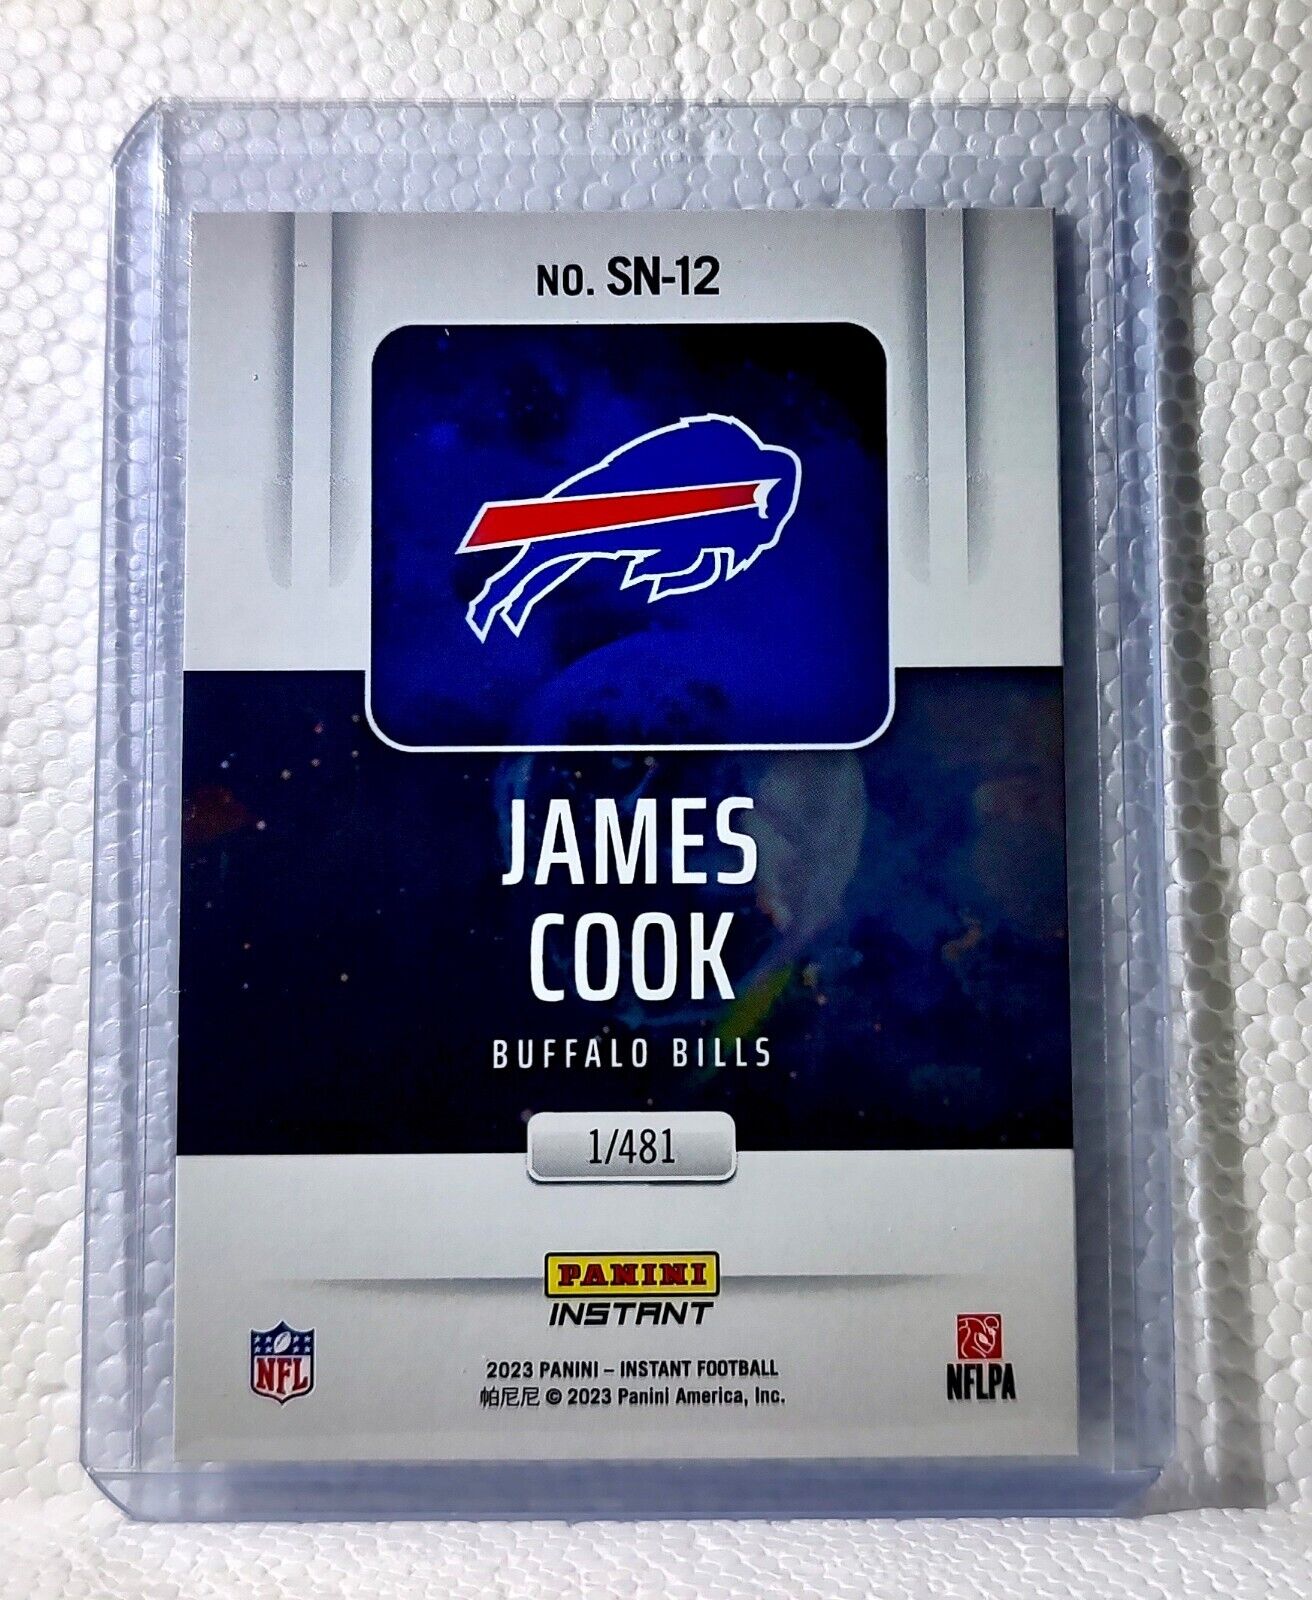 NO. SN-12
JAMES
COOK
BUFFALO BILLS
1/481
PANINI
INSTANT
NFL
2023 PANINI – INSTANT FOOTBALL
帕尼尼 © 2023 Panini America, Inc.
NFLPA